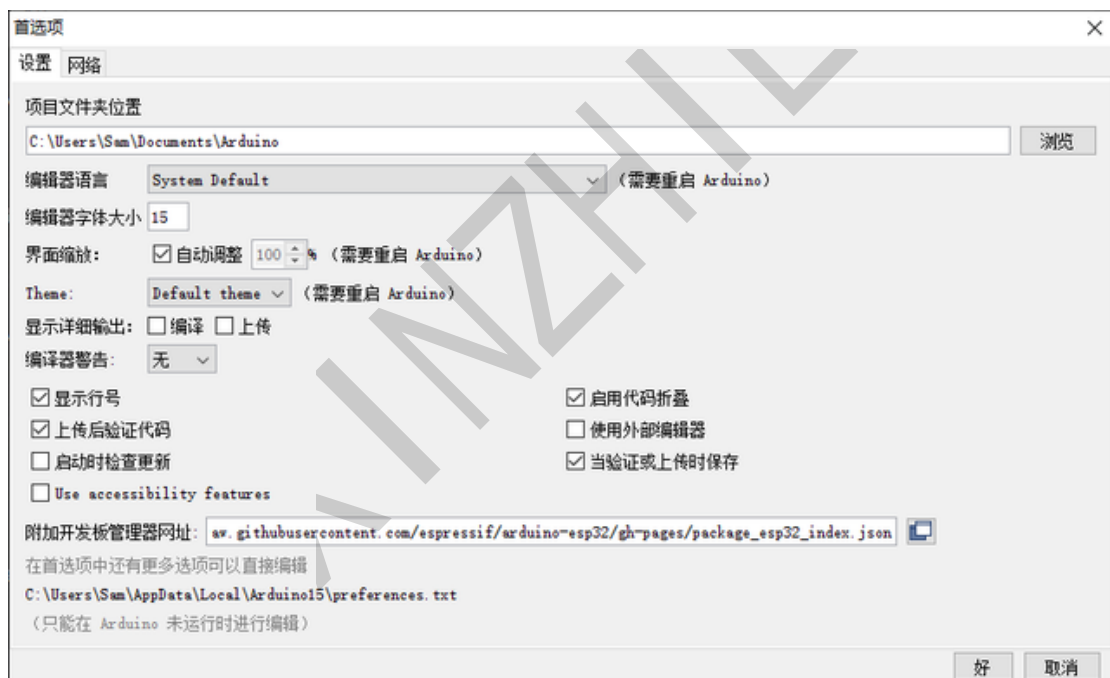 首选项
设置 网络
项目文件夹位置
C:\Users\Sam\Documents\Arduino 浏览
编辑器语言 System Default (需要重启 Arduino)
编辑器字体大小 15
界面缩放: 自动调整 100 % (需要重启 Arduino)
Theme: Default theme (需要重启 Arduino)
显示详细输出: 编译 上传
编译器警告: 无
显示行号 启用代码折叠
上传后验证代码 使用外部编辑器
启动时检查更新 当验证或上传时保存
Use accessibility features
附加开发板管理器网址: aw.githubusercontent.com/espressif/arduino-esp32/gh-pages/package_esp32_index.json
在首选项中还有更多选项可以直接编辑
C:\Users\Sam\AppData\Local\Arduino15\preferences.txt
(只能在 Arduino 未运行时进行编辑)
好 取消